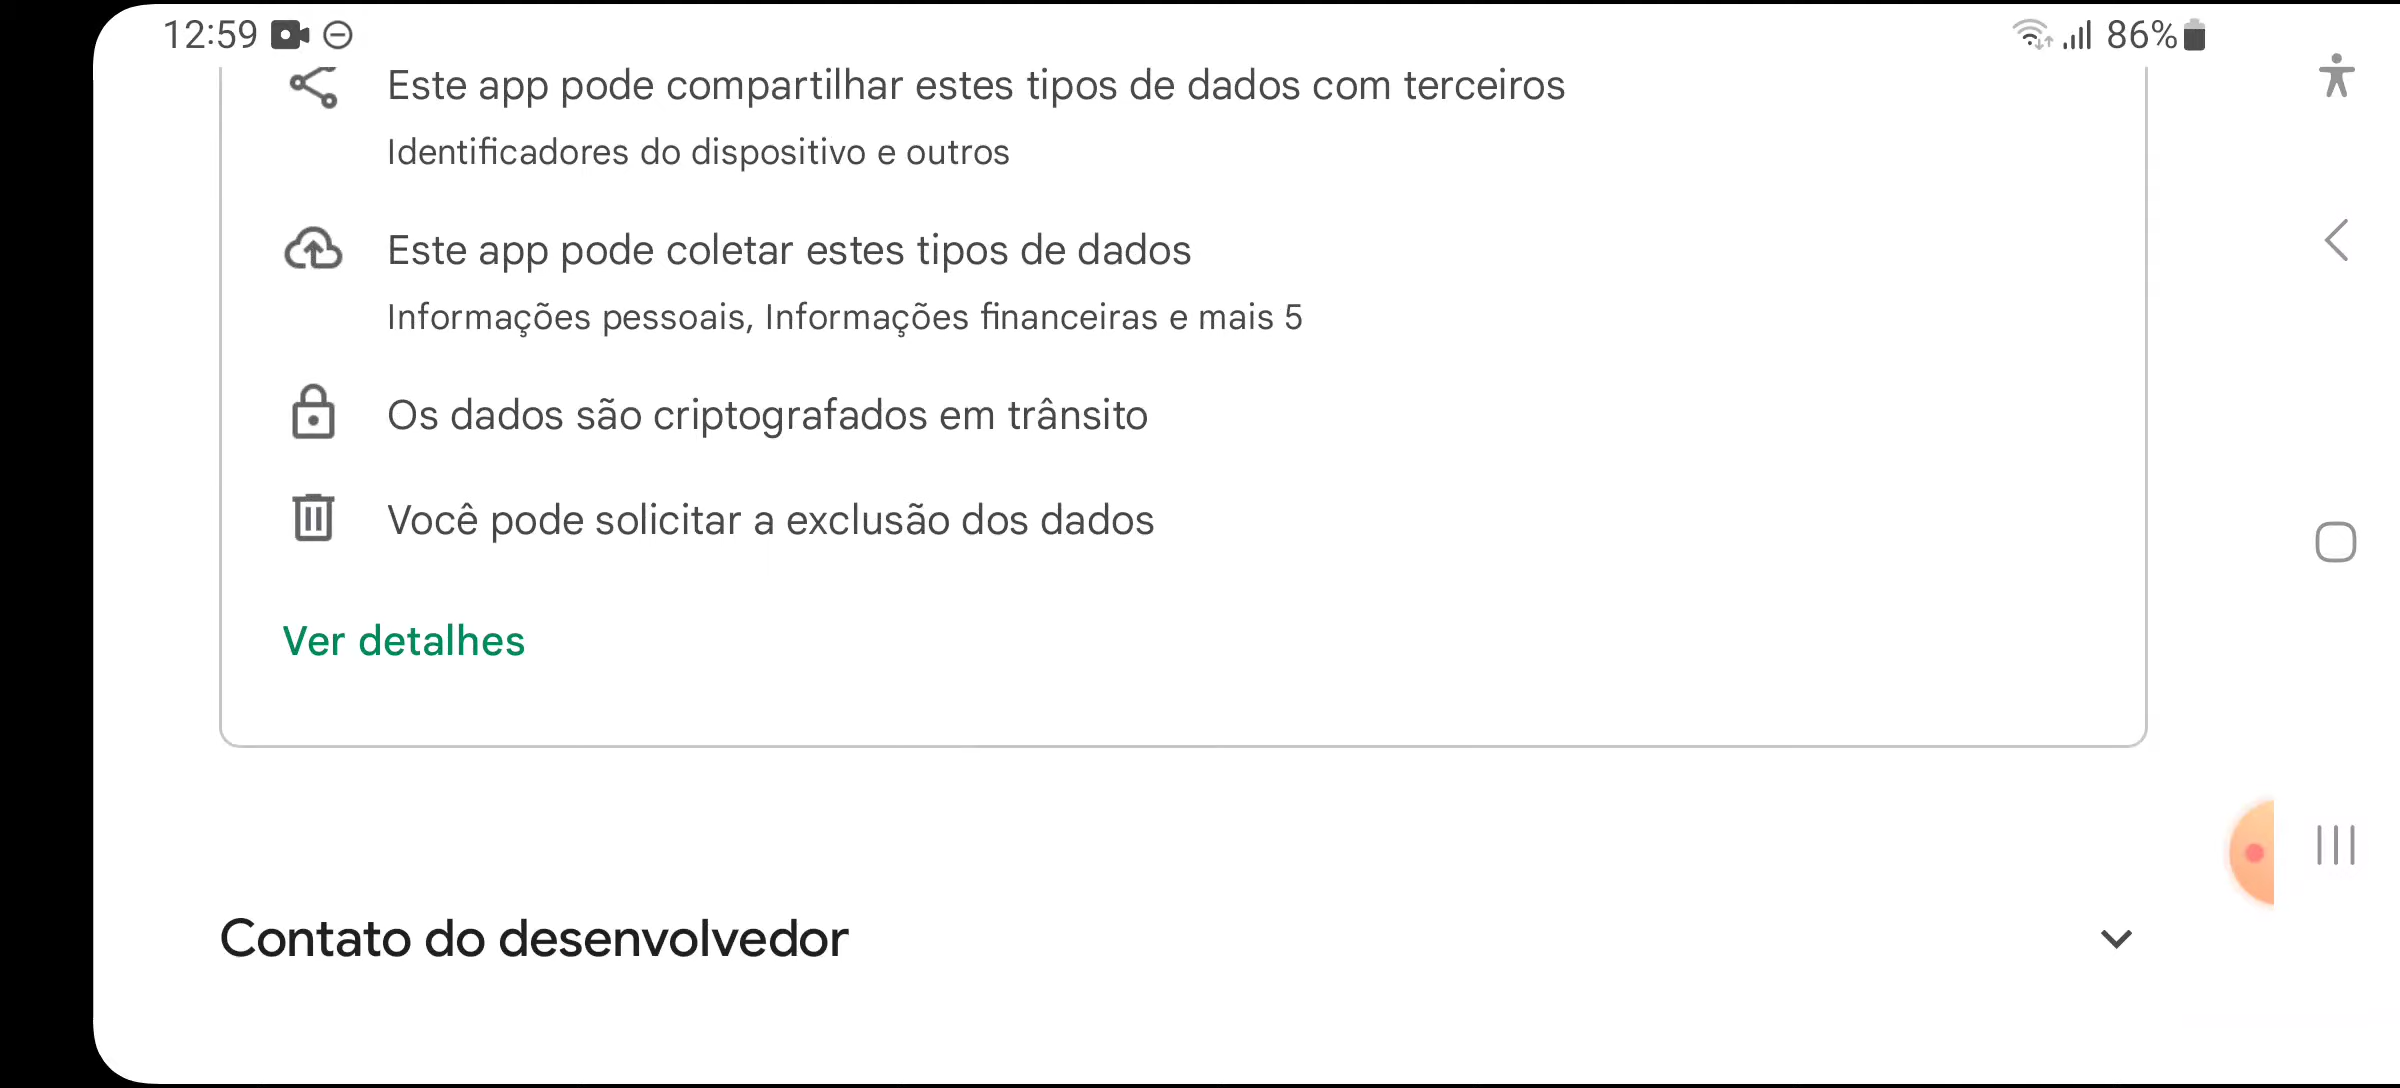 12:59
86%
Este app pode compartilhar estes tipos de dados com terceiros
Identificadores do dispositivo e outros
Este app pode coletar estes tipos de dados
Informações pessoais, Informações financeiras e mais 5
Os dados são criptografados em trânsito
Você pode solicitar a exclusão dos dados
Ver detalhes
Contato do desenvolvedor